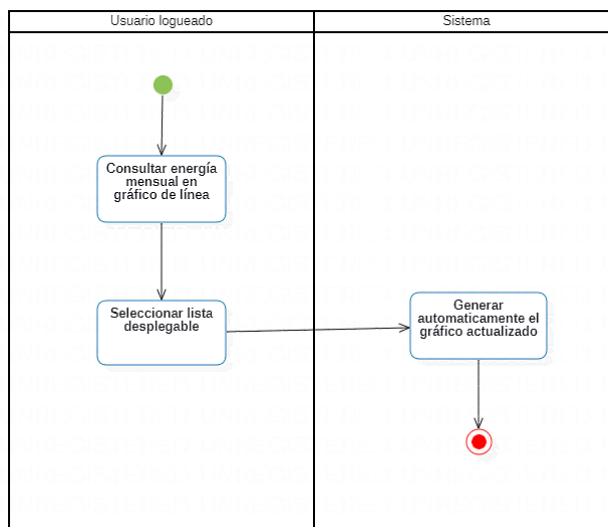 Usuario logueado
Sistema
Consultar energía
mensual en
gráfico de línea
Seleccionar lista
desplegable
Generar
automaticamente el
gráfico actualizado